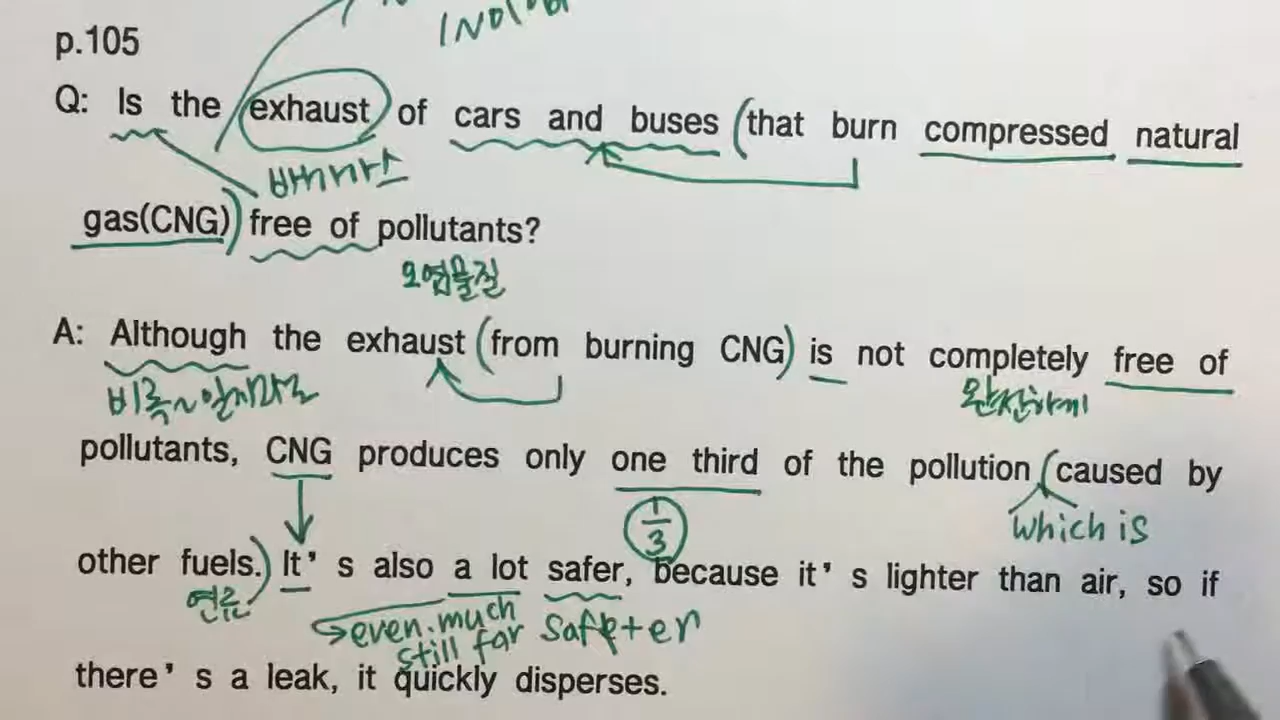 p.105
Q: Is the exhaust of cars and buses (that burn compressed natural
배기가스
gas(CNG)) free of pollutants?
오염물질
A: Although the exhaust (from burning CNG) is not completely free of
비록~일지라도
완전하게
pollutants, CNG produces only one third of the pollution (caused by
1/3
which is
other fuels.) It's also a lot safer, because it's lighter than air, so if
연료
even. much
still far
safe+er
there's a leak, it quickly disperses.